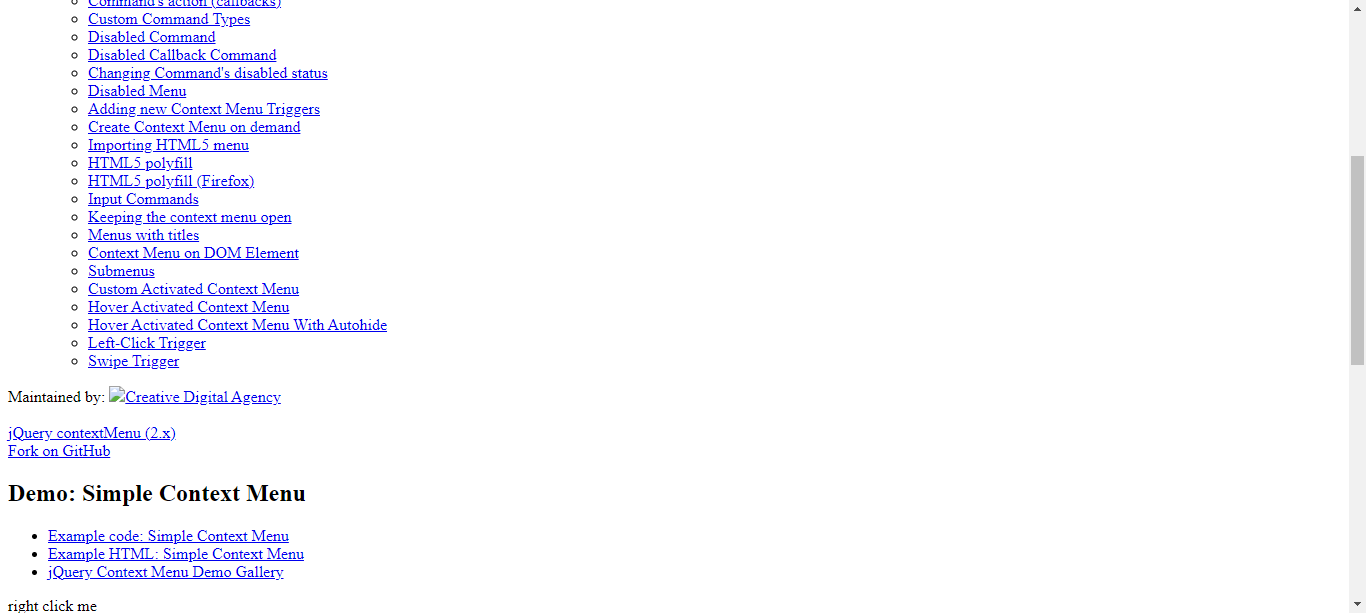 Command's action (callbacks)
Custom Command Types
Disabled Command
Disabled Callback Command
Changing Command's disabled status
Disabled Menu
Adding new Context Menu Triggers
Create Context Menu on demand
Importing HTML5 menu
HTML5 polyfill
HTML5 polyfill (Firefox)
Input Commands
Keeping the context menu open
Menus with titles
Context Menu on DOM Element
Submenus
Custom Activated Context Menu
Hover Activated Context Menu
Hover Activated Context Menu With Autohide
Left-Click Trigger
Swipe Trigger
Maintained by: Creative Digital Agency
jQuery contextMenu (2.x)
Fork on GitHub
Demo: Simple Context Menu
Example code: Simple Context Menu
Example HTML: Simple Context Menu
jQuery Context Menu Demo Gallery
right click me